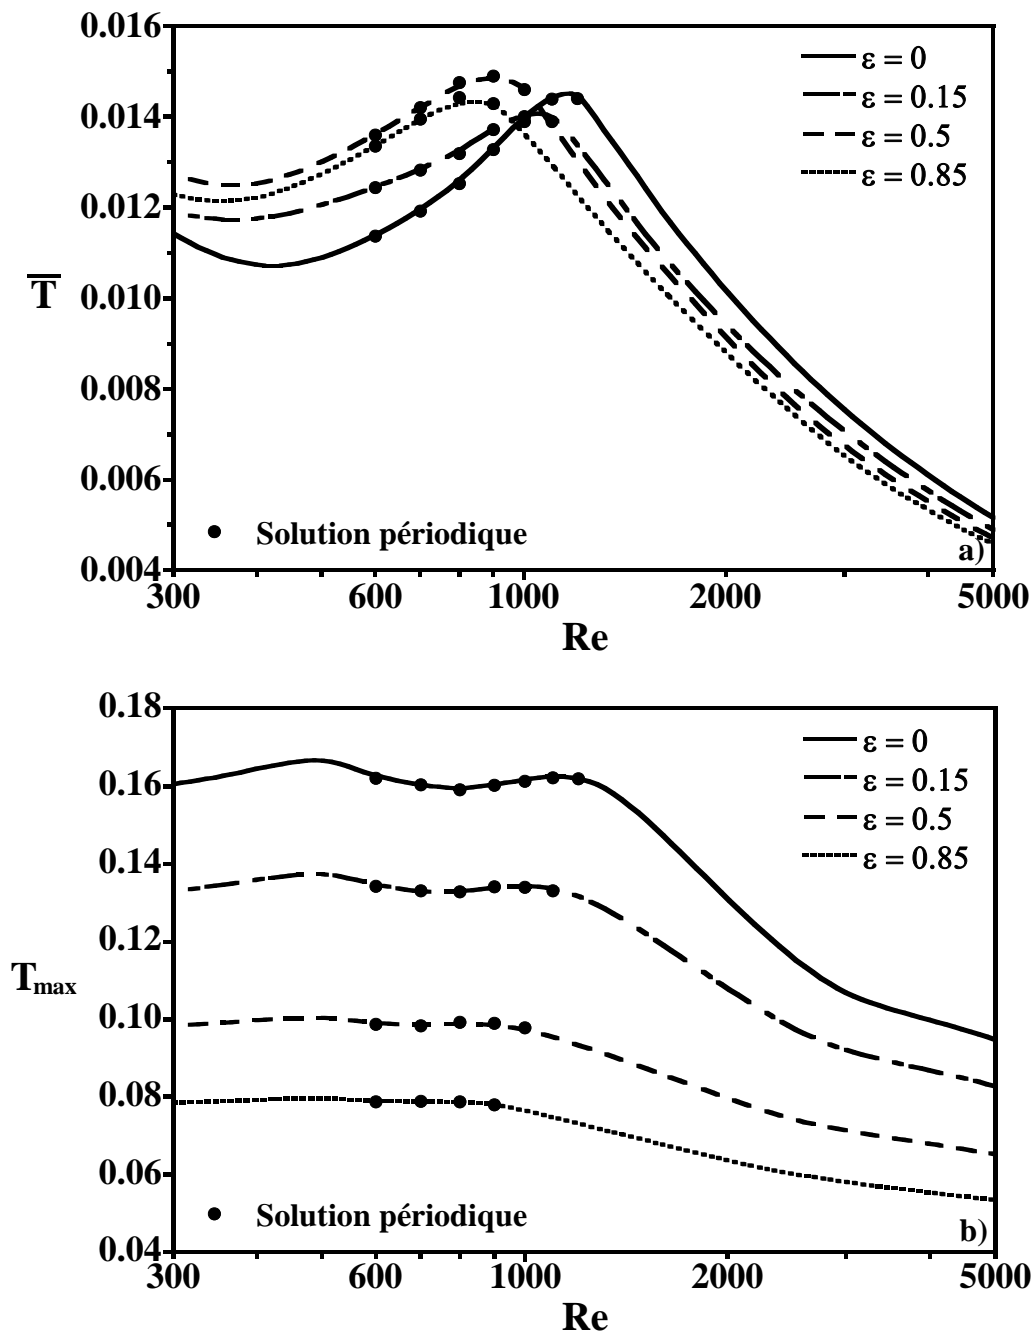 0.016
0.014
0.012
0.010
0.008
0.006
0.004
T
ε = 0
ε = 0.15
ε = 0.5
ε = 0.85
Solution périodique
a)
300 600 1000 2000 5000
Re
0.18
0.16
0.14
0.12
0.10
0.08
0.06
0.04
Tmax
ε = 0
ε = 0.15
ε = 0.5
ε = 0.85
Solution périodique
b)
300 600 1000 2000 5000
Re